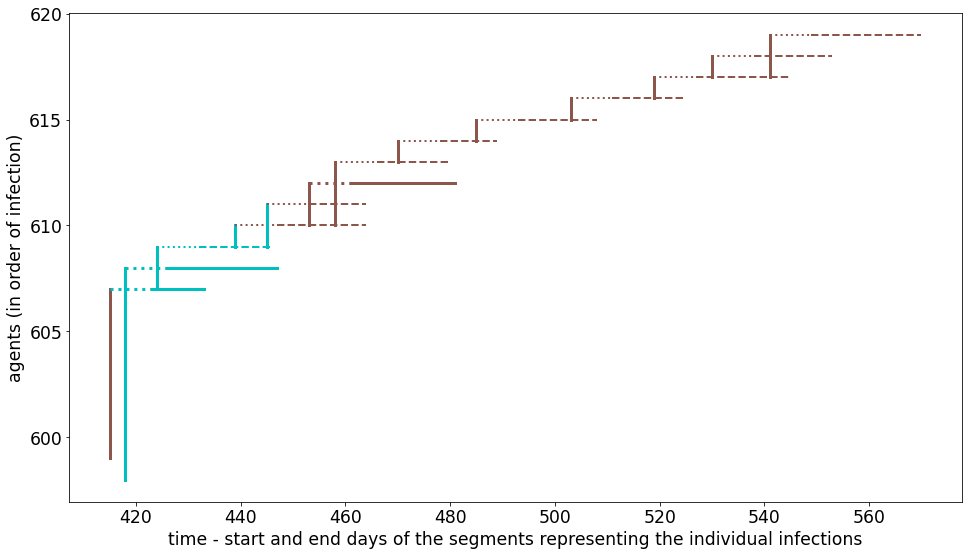 620
615
610
605
600
420 440 460 480 500 520 540 560
agents (in order of infection)
time - start and end days of the segments representing the individual infections